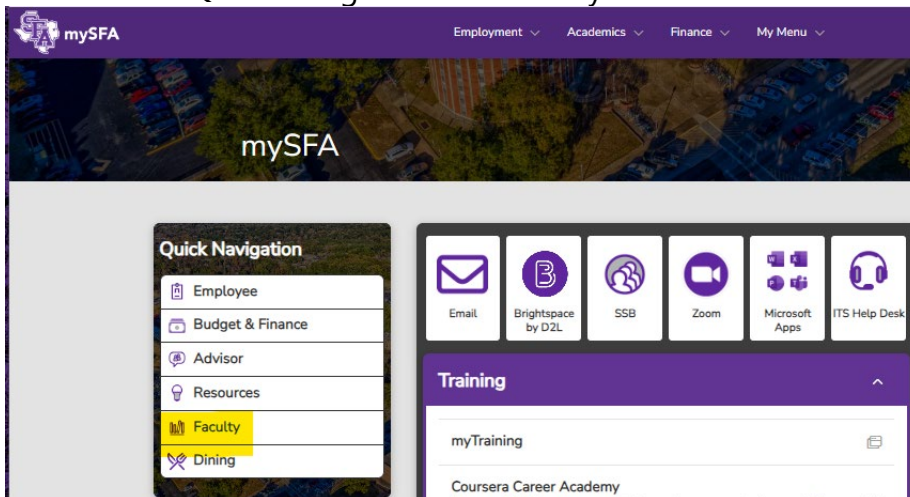 mySFA
Employment
Academics
Finance
My Menu
mySFA
Quick Navigation
Employee
Budget & Finance
Advisor
Resources
Faculty
Dining
Email
Brightspace
by D2L
SSB
Zoom
Microsoft
Apps
ITS Help Desk
Training
myTraining
Coursera Career Academy